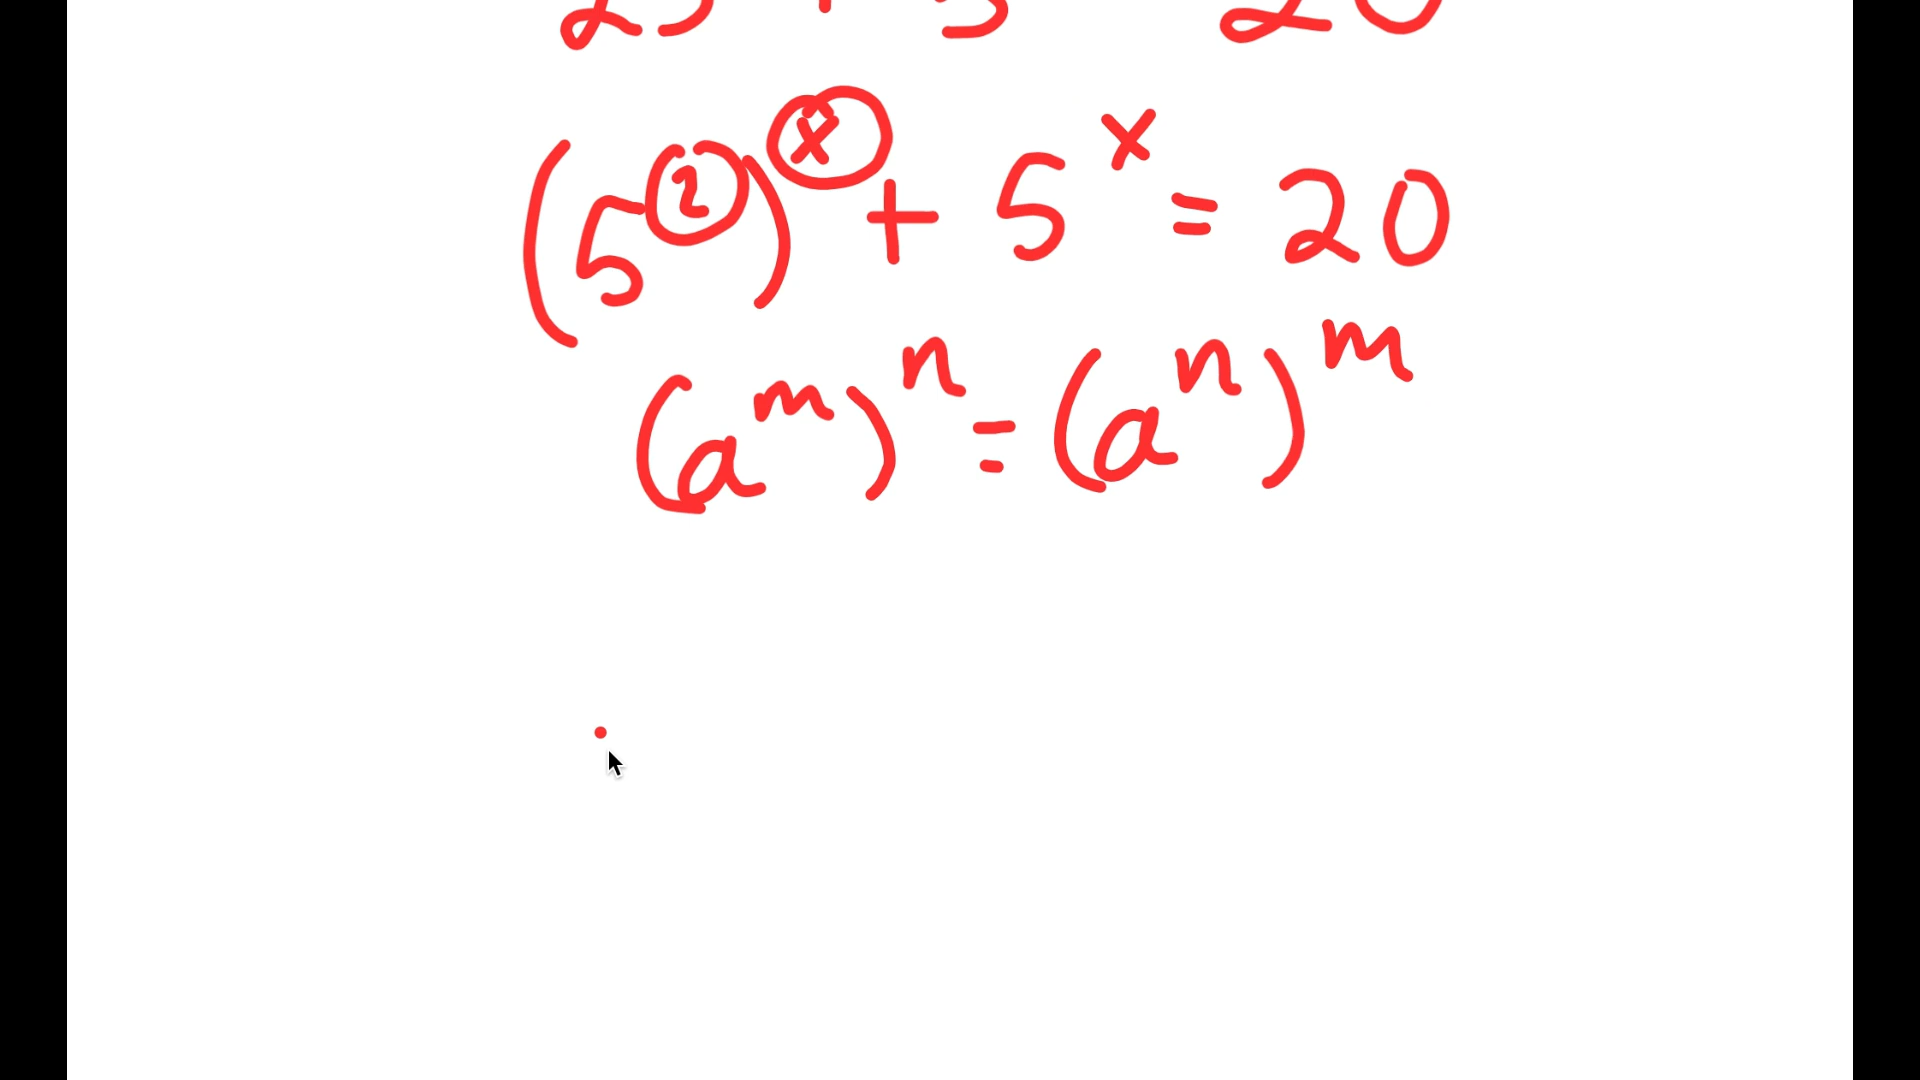 (5²)ˣ + 5ˣ = 20
(aᵐ)ⁿ = (aⁿ)ᵐ